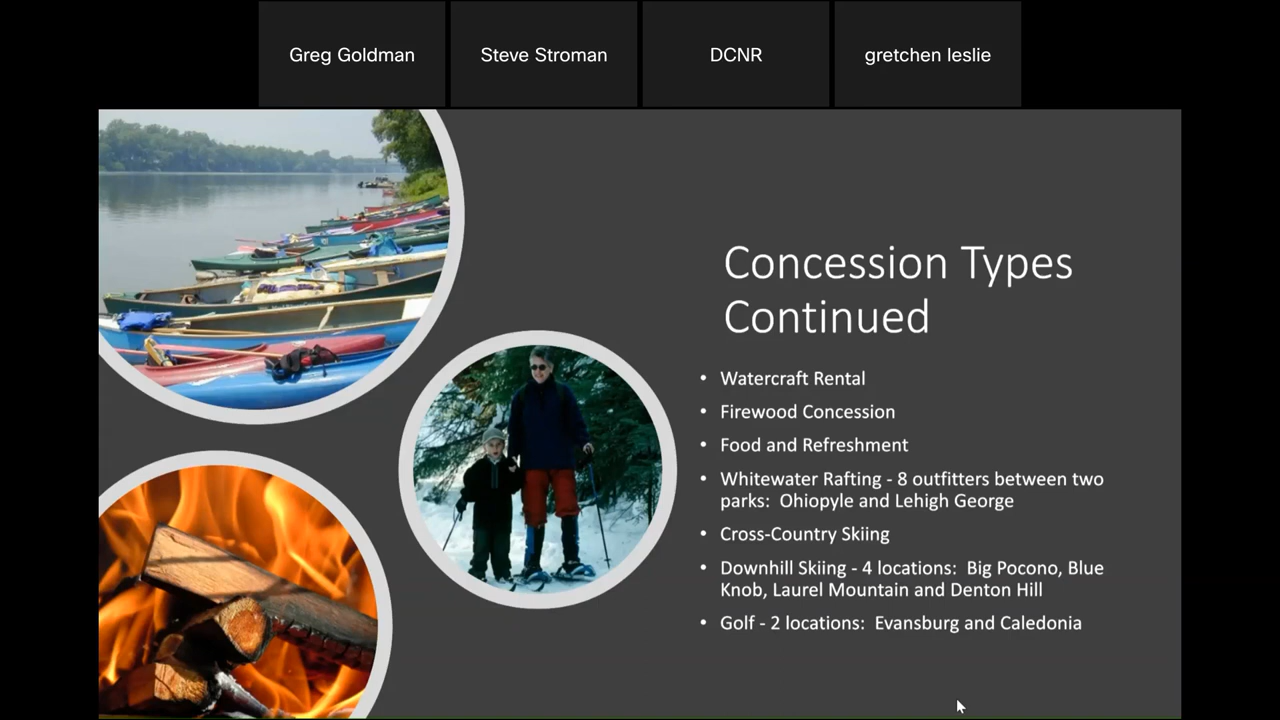 Greg Goldman
Steve Stroman
DCNR
gretchen leslie
Concession Types
Continued
• Watercraft Rental
• Firewood Concession
• Food and Refreshment
• Whitewater Rafting - 8 outfitters between two
parks:  Ohiopyle and Lehigh George
• Cross-Country Skiing
• Downhill Skiing - 4 locations:  Big Pocono, Blue
Knob, Laurel Mountain and Denton Hill
• Golf - 2 locations:  Evansburg and Caledonia